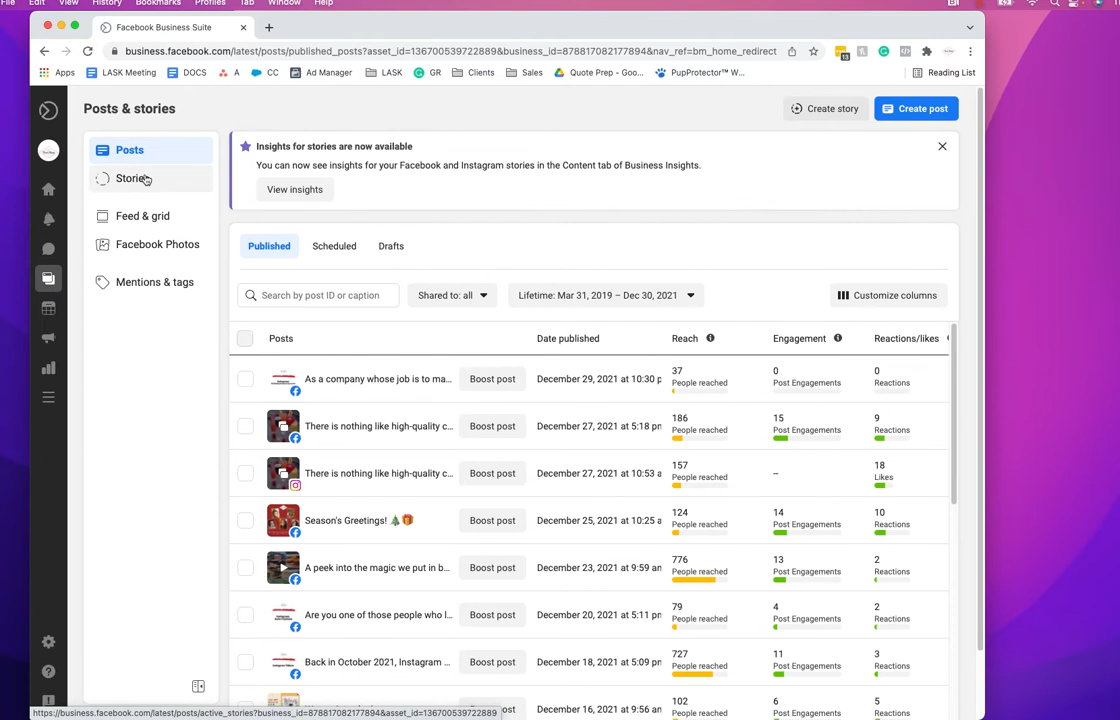 File Edit View History Bookmarks Profiles Tab Window Help
Facebook Business Suite
business.facebook.com/latest/posts/published_posts?asset_id=136700539722889&business_id=878817082177894&nav_ref=bm_home_redirect
13
Apps LASK Meeting DOCS A CC Ad Manager LASK GR Clients Sales Quote Prep - Goo... PupProtector™ W... Reading List
Posts & stories
Create story
Create post
Posts
Stories
Feed & grid
Facebook Photos
Mentions & tags
Insights for stories are now available
You can now see insights for your Facebook and Instagram stories in the Content tab of Business Insights.
View insights
Published Scheduled Drafts
Search by post ID or caption Shared to: all Lifetime: Mar 31, 2019 – Dec 30, 2021 Customize columns
Posts Date published Reach Engagement Reactions/likes
As a company whose job is to ma... Boost post December 29, 2021 at 10:30 p 37 People reached 0 Post Engagements 0 Reactions
There is nothing like high-quality c... Boost post December 27, 2021 at 5:18 pm 186 People reached 15 Post Engagements 9 Reactions
There is nothing like high-quality c... Boost post December 27, 2021 at 10:53 a 157 People reached -- 18 Likes
Season's Greetings! 🎄🎁 Boost post December 25, 2021 at 10:25 a 124 People reached 14 Post Engagements 10 Reactions
A peek into the magic we put in b... Boost post December 23, 2021 at 9:59 am 776 People reached 13 Post Engagements 2 Reactions
Are you one of those people who l... Boost post December 20, 2021 at 5:11 pm 79 People reached 4 Post Engagements 2 Reactions
Back in October 2021, Instagram ... Boost post December 18, 2021 at 5:09 pm 727 People reached 11 Post Engagements 3 Reactions
Boost post December 16, 2021 at 9:56 am 102 People reached 6 Post Engagements 5 Reactions
https://business.facebook.com/latest/posts/active_stories?business_id=878817082177894&asset_id=136700539722889